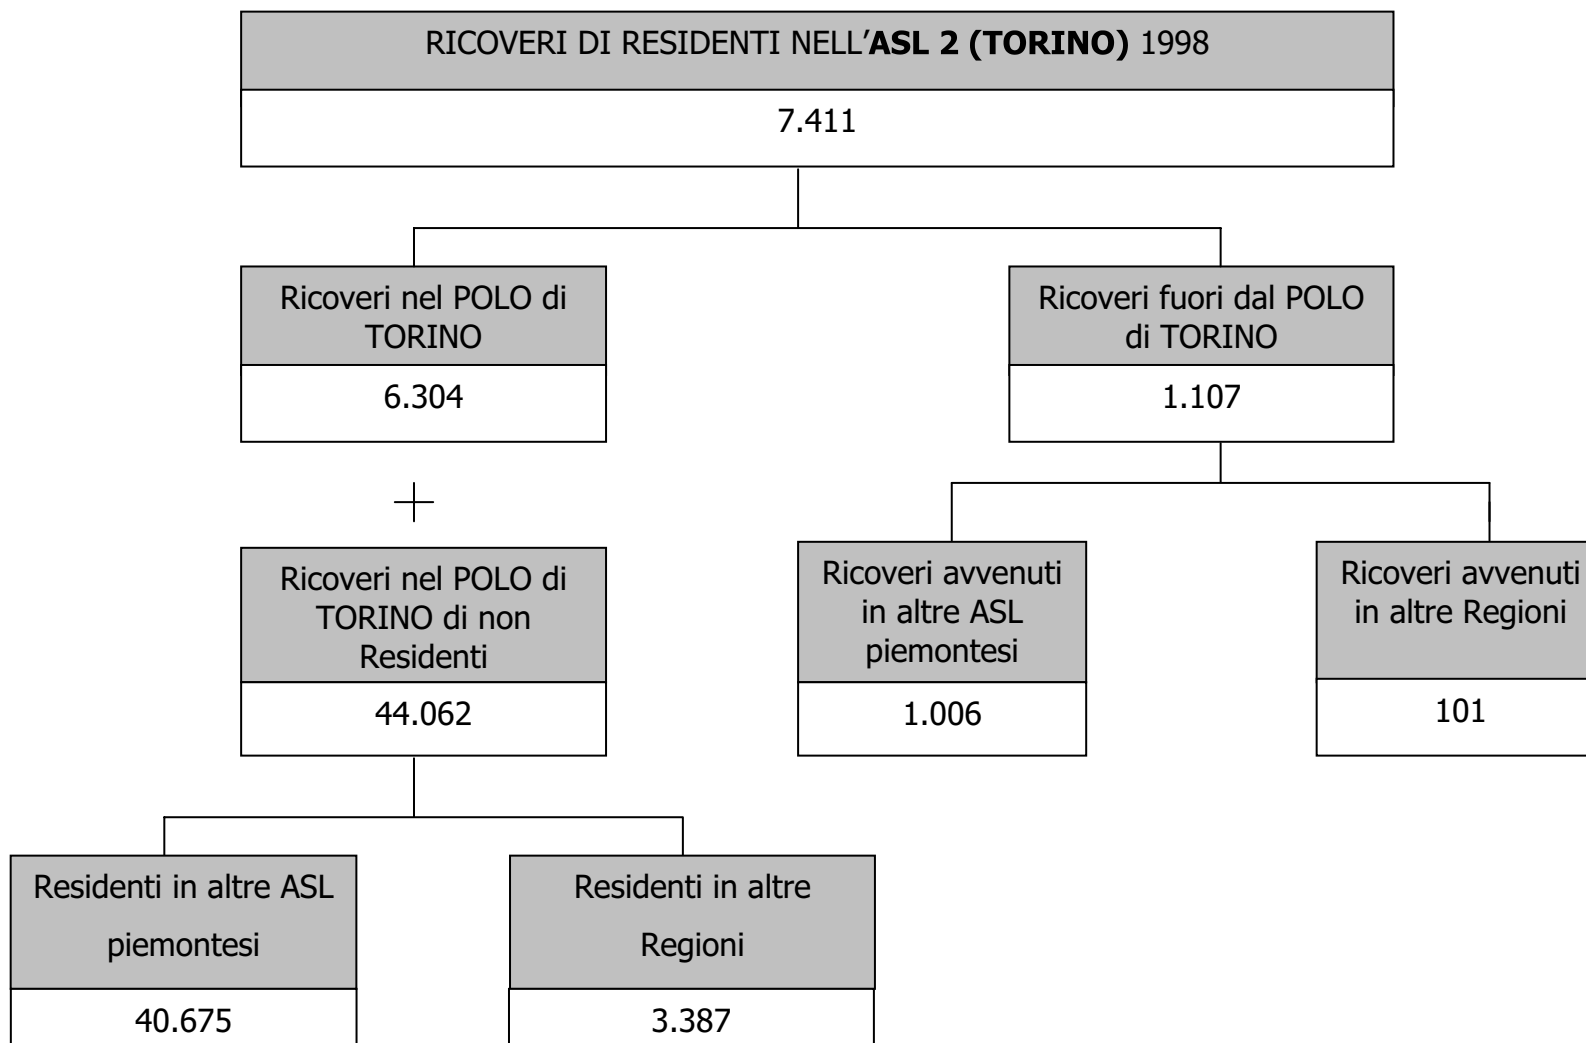 RICOVERI DI RESIDENTI NELL’ASL 2 (TORINO) 1998
7.411
Ricoveri nel POLO di
TORINO
6.304
Ricoveri fuori dal POLO
di TORINO
1.107
+
Ricoveri nel POLO di
TORINO di non
Residenti
44.062
Ricoveri avvenuti
in altre ASL
piemontesi
1.006
Ricoveri avvenuti
in altre Regioni
101
Residenti in altre ASL
piemontesi
40.675
Residenti in altre
Regioni
3.387